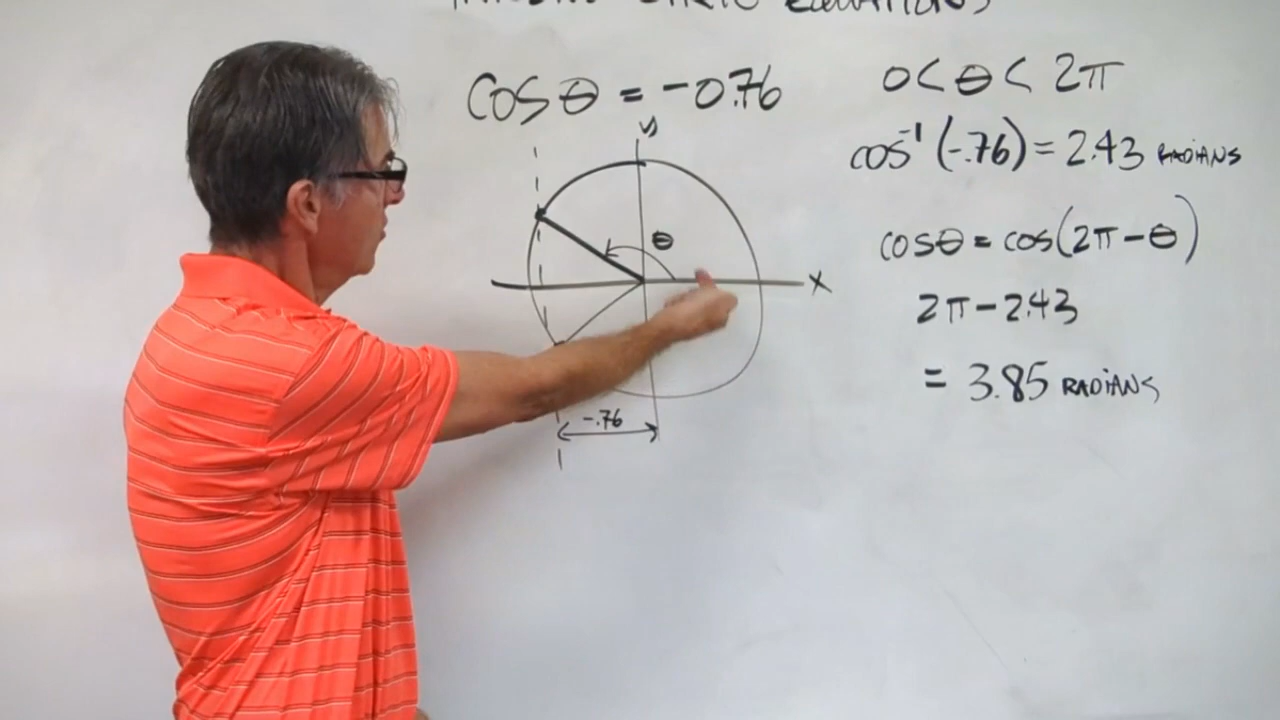 EQUATIONS
COS θ = -0.76
0 < θ < 2π
cos⁻¹ (-.76) = 2.43 RADIANS
cos θ = cos(2π - θ)
2π - 2.43
= 3.85 RADIANS
y
θ
x
-.76